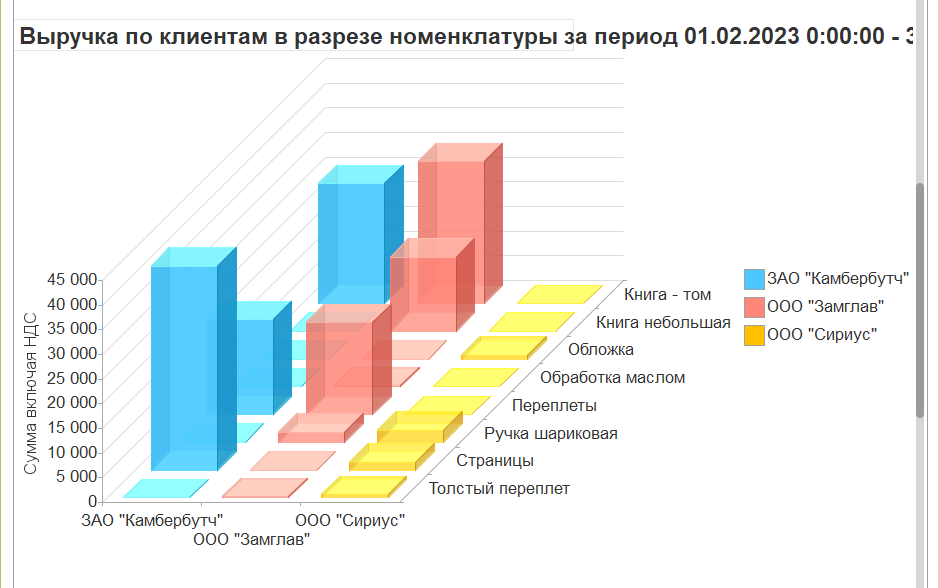 Выручка по клиентам в разрезе номенклатуры за период 01.02.2023 0:00:00 - 3
Сумма включая НДС
45 000
40 000
35 000
30 000
25 000
20 000
15 000
10 000
5 000
0
ЗАО "Камбербутч"
ООО "Замглав"
ООО "Сириус"
Книга - том
Книга небольшая
Обложка
Обработка маслом
Переплеты
Ручка шариковая
Страницы
Толстый переплет
ЗАО "Камбербутч"
ООО "Замглав"
ООО "Сириус"